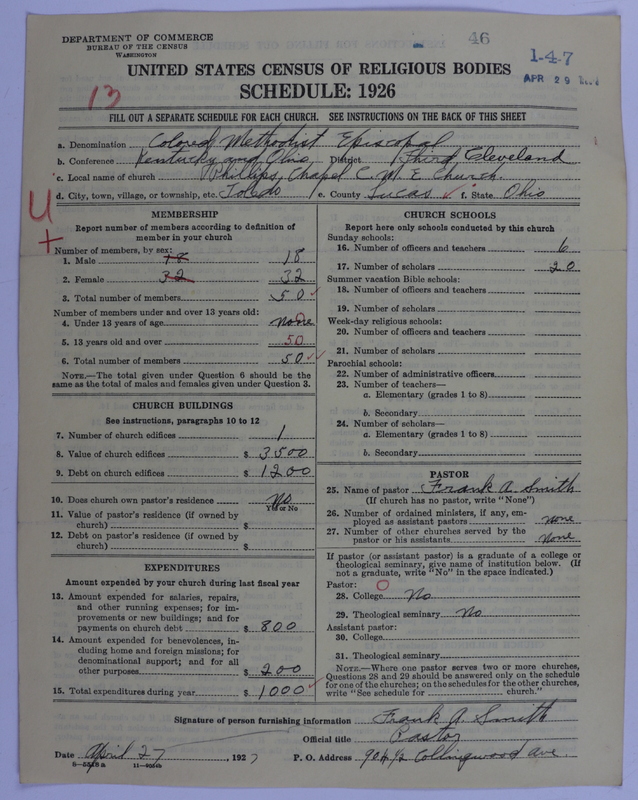 DEPARTMENT OF COMMERCE
BUREAU OF THE CENSUS
WASHINGTON
46
1-4-7
APR 29
13
UNITED STATES CENSUS OF RELIGIOUS BODIES
SCHEDULE: 1926
FILL OUT A SEPARATE SCHEDULE FOR EACH CHURCH. SEE INSTRUCTIONS ON THE BACK OF THIS SHEET
a. Denomination Colored Methodist Episcopal
b. Conference Kentucky and Ohio District Third Cleveland
c. Local name of church Phillips Chapel C. M. E. Church.
d. City, town, village, or township, etc. Toledo e. County Lucas f. State Ohio
U
+
MEMBERSHIP
Report number of members according to definition of
member in your church
Number of members, by sex:
1. Male 18 18
2. Female 32 32
3. Total number of members 50
Number of members under and over 13 years old:
4. Under 13 years of age none
5. 13 years old and over 50
6. Total number of members 50
NOTE.—The total given under Question 6 should be the
same as the total of males and females given under Question 3.
CHURCH BUILDINGS
See instructions, paragraphs 10 to 12
7. Number of church edifices 1
8. Value of church edifices $ 3500
9. Debt on church edifices $ 1200
10. Does church own pastor's residence No
Yes or No
11. Value of pastor's residence (if owned by
church) $
12. Debt on pastor's residence (if owned by
church) $
EXPENDITURES
Amount expended by your church during last fiscal year
13. Amount expended for salaries, repairs,
and other running expenses; for im-
provements or new buildings; and for
payments on church debt $ 800
14. Amount expended for benevolences, in-
cluding home and foreign missions; for
denominational support; and for all
other purposes $ 200
15. Total expenditures during year $ 1000
CHURCH SCHOOLS
Report here only schools conducted by this church
Sunday schools:
16. Number of officers and teachers 6
17. Number of scholars 20
Summer vacation Bible schools:
18. Number of officers and teachers
19. Number of scholars
Week-day religious schools:
20. Number of officers and teachers
21. Number of scholars
Parochial schools:
22. Number of administrative officers
23. Number of teachers—
a. Elementary (grades 1 to 8)
b. Secondary
24. Number of scholars—
a. Elementary (grades 1 to 8)
b. Secondary
PASTOR
25. Name of pastor Frank A. Smith
(If church has no pastor, write "None")
26. Number of ordained ministers, if any, em-
ployed as assistant pastors none
27. Number of other churches served by the
pastor or his assistants None
If pastor (or assistant pastor) is a graduate of a college or
theological seminary, give name of institution below. (If
not a graduate, write "No" in the space indicated.)
Pastor: O
28. College No
29. Theological seminary No
Assistant pastor:
30. College
31. Theological seminary
NOTE.—Where one pastor serves two or more churches,
Questions 28 and 29 should be answered only on the schedule
for one of the churches; on the schedules for the other churches,
write "See schedule for church."
Signature of person furnishing information Frank A. Smith
Official title Pastor
Date April 27, 1927 P. O. Address 904 1/2 Collingwood Ave.